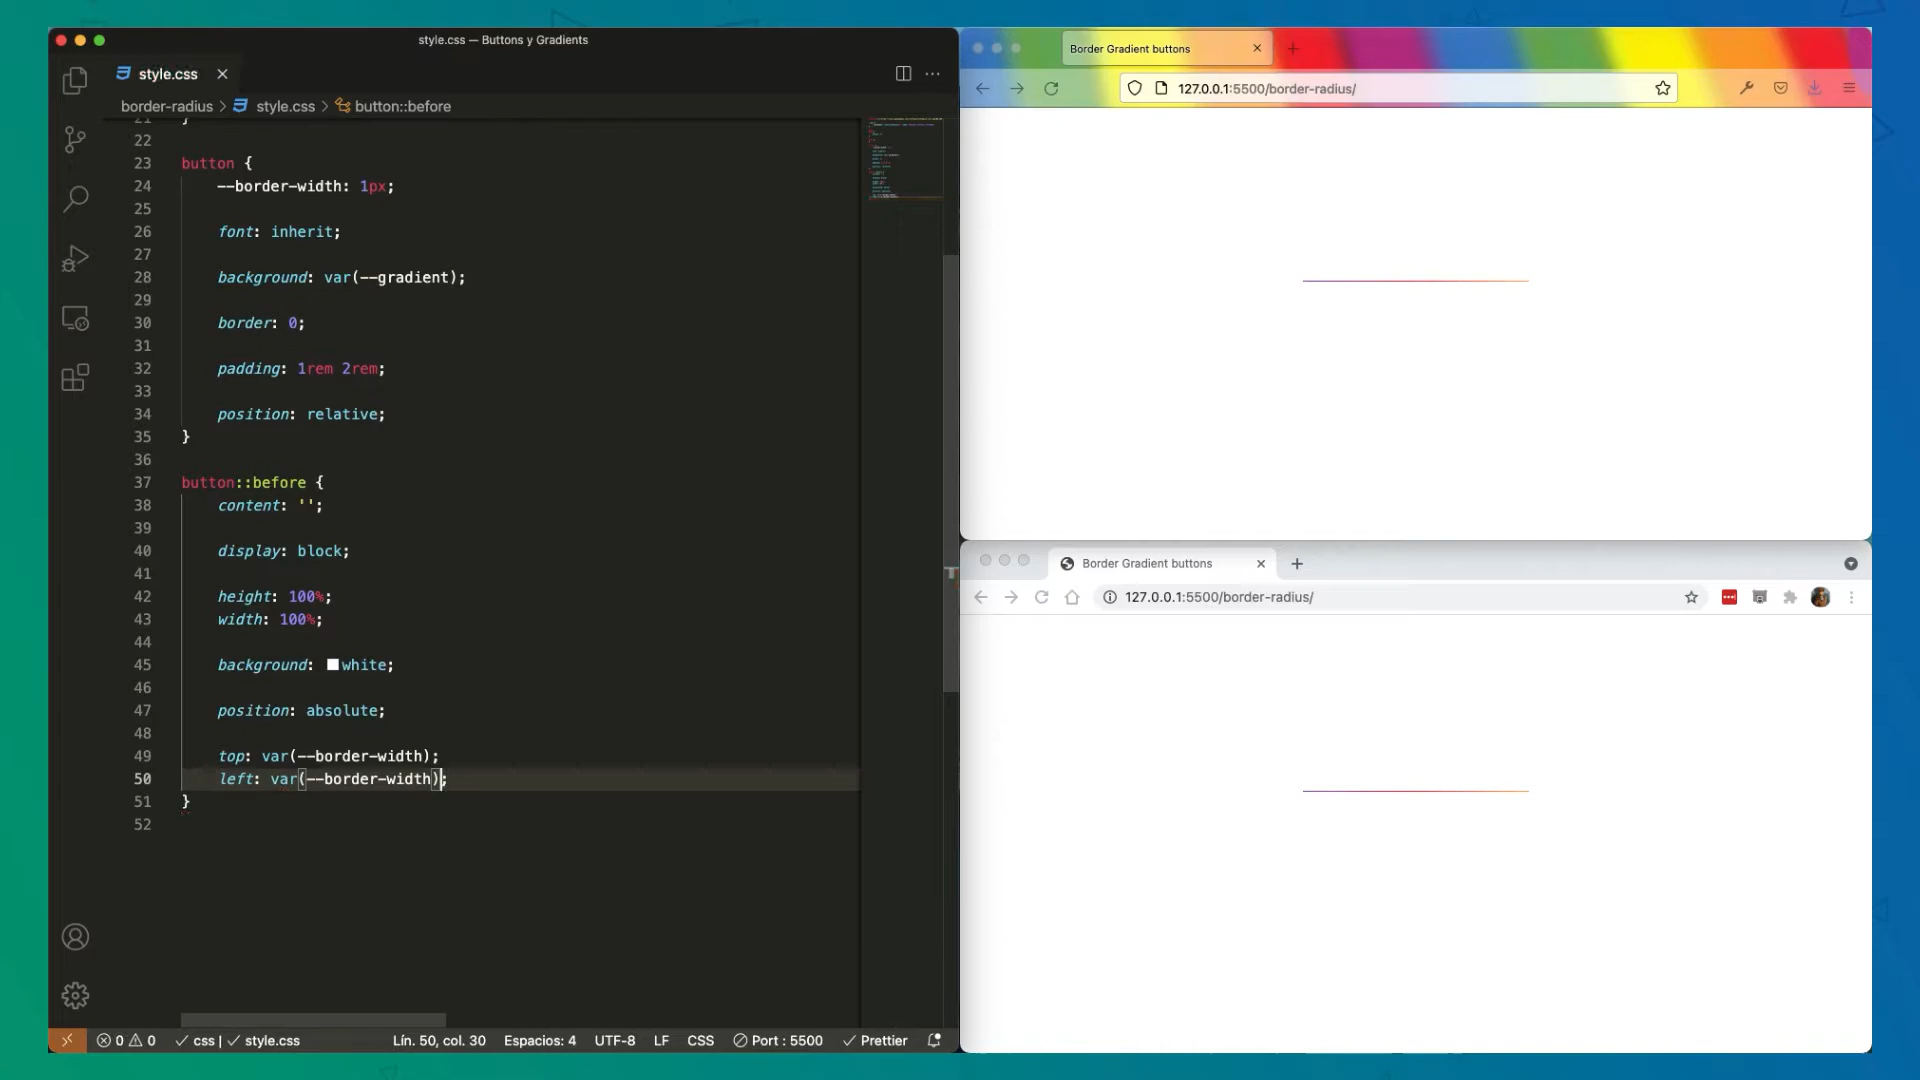 style.css — Buttons y Gradients
style.css
border-radius > style.css > button::before
21 }
22
23 button {
24 --border-width: 1px;
25
26 font: inherit;
27
28 background: var(--gradient);
29
30 border: 0;
31
32 padding: 1rem 2rem;
33
34 position: relative;
35 }
36
37 button::before {
38 content: '';
39
40 display: block;
41
42 height: 100%;
43 width: 100%;
44
45 background: white;
46
47 position: absolute;
48
49 top: var(--border-width);
50 left: var(--border-width);
51 }
52
0 0 css | style.css Lín. 50, col. 30 Espacios: 4 UTF-8 LF CSS Port : 5500 Prettier
Border Gradient buttons
127.0.0.1:5500/border-radius/
Border Gradient buttons
127.0.0.1:5500/border-radius/